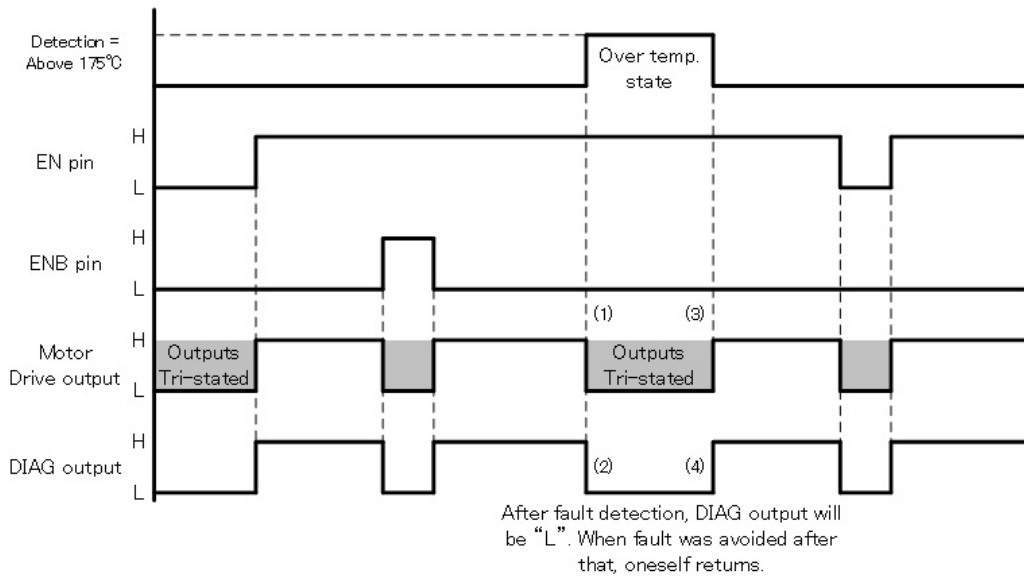 Detection =
Above 175℃
Over temp.
state
H
EN pin
L
H
ENB pin
L
(1) (3)
H
Motor
Drive output
L
Outputs
Tri-stated
Outputs
Tri-stated
H
DIAG output
L
(2) (4)
After fault detection, DIAG output will
be “L”. When fault was avoided after
that, oneself returns.